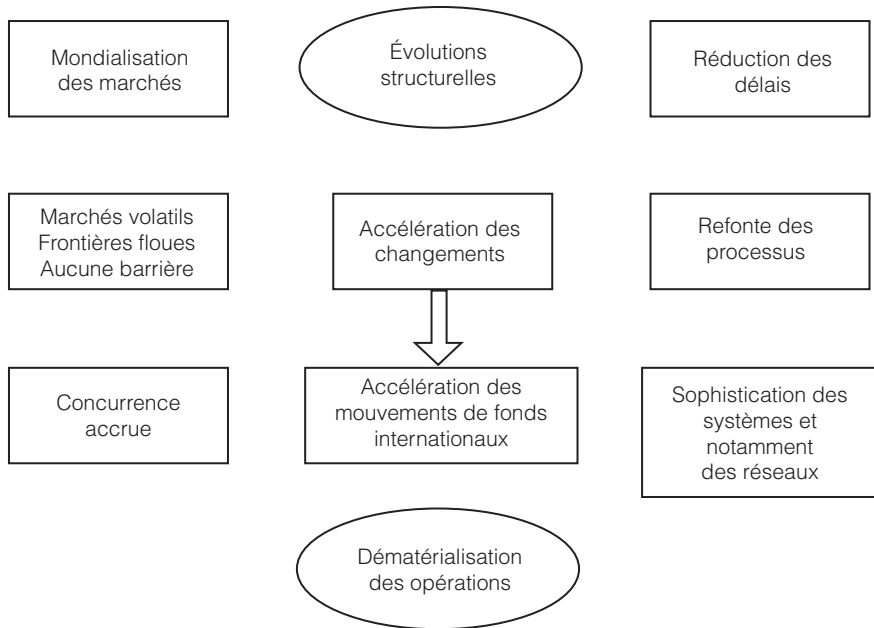 Mondialisation
des marchés
Évolutions
structurelles
Réduction des
délais
Marchés volatils
Frontières floues
Aucune barrière
Accélération des
changements
Refonte des
processus
Concurrence
accrue
Accélération des
mouvements de fonds
internationaux
Sophistication des
systèmes et
notamment
des réseaux
Dématérialisation
des opérations